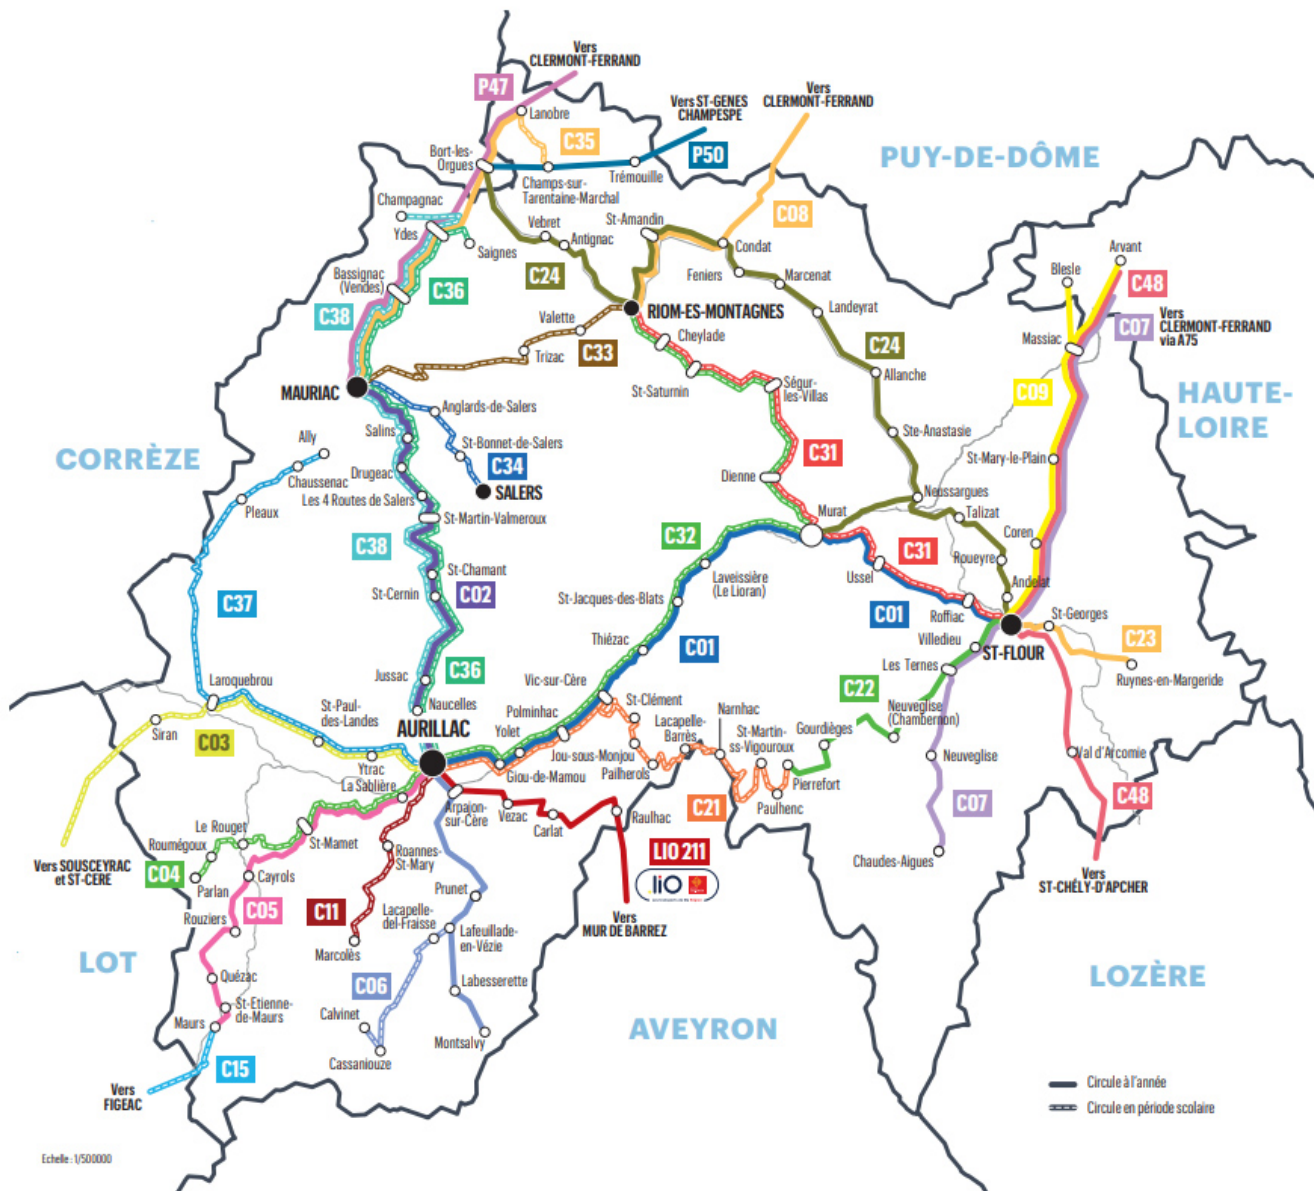 Vers
CLERMONT-FERRAND
P47
Lanobre
Vers ST-GENES
CHAMPESPE
Vers
CLERMONT-FERRAND
C35
P50
PUY-DE-DÔME
Bort-les-
Orgues
Champs-sur-
Tarentaine-Marchal
Trémouille
Champagnac
Ydes
Saignes
Vebret
Antignac
St-Amandin
C08
Condat
Feniers
Marcenat
C24
Bassignac
(Vendes)
C36
C38
RIOM-ES-MONTAGNES
Landeyrat
Arvant
Blesle
C48
C07
Vers
CLERMONT-FERRAND
via A75
Massiac
Valette
Trizac
C33
Cheylade
St-Saturnin
Ségur-
les-Villas
C24
Allanche
C09
HAUTE-
LOIRE
MAURIAC
Anglards-de-Salers
Salins
St-Bonnet-de-Salers
C34
SALERS
Drugeac
Les 4 Routes de Salers
St-Martin-Valmeroux
CORRÈZE
Ally
Chaussenac
Pleaux
C31
Ste-Anastasie
St-Mary-le-Plain
Dienne
Neussargues
Murat
Talizat
Coren
C38
St-Chamant
C02
St-Cernin
C32
Laveissière
(Le Lioran)
C31
Ussel
Roueyre
Andelat
C37
St-Jacques-des-Blats
Thiézac
C01
C01
Roffiac
St-Georges
Villedieu
ST-FLOUR
C23
Ruynes-en-Margeride
Les Ternes
C36
Jussac
Naucelles
Vic-sur-Cère
Laroquebrou
St-Paul-
des-Landes
AURILLAC
Polminhac
Yolet
St-Clément
Lacapelle-
Barrès
Narnhac
St-Martin-
ss-Vigouroux
C22
Gourdièges
Neuveglise
(Chambernon)
Siran
C03
Ytrac
La Sablière
Jou-sous-Monjou
Giou-de-Mamou
Pailherols
Pierrefort
Paulhenc
C21
Neuveglise
Val d'Arcomie
C07
C48
Arpajon-
sur-Cère
Vezac
Carlat
Raulhac
LIO 211
liO
Chaudes-Aigues
Vers
ST-CHÉLY-D'APCHER
Vers SOUSCEYRAC
et ST-CERE
Le Rouget
Roumégoux
C04
Parlan
St-Mamet
Cayrols
C05
Rouziers
Roannes-
St-Mary
C11
Marcolès
Prunet
Lacapelle-
del-Fraisse
Lafeuillade-
en-Vézie
Vers
MUR DE BARREZ
LOT
Quézac
St-Etienne-
de-Maurs
Maurs
C06
Labesserette
Calvinet
Cassaniouze
Montsalvy
AVEYRON
LOZÈRE
C15
Vers
FIGEAC
Circule à l'année
Circule en période scolaire
Echelle : 1/500000